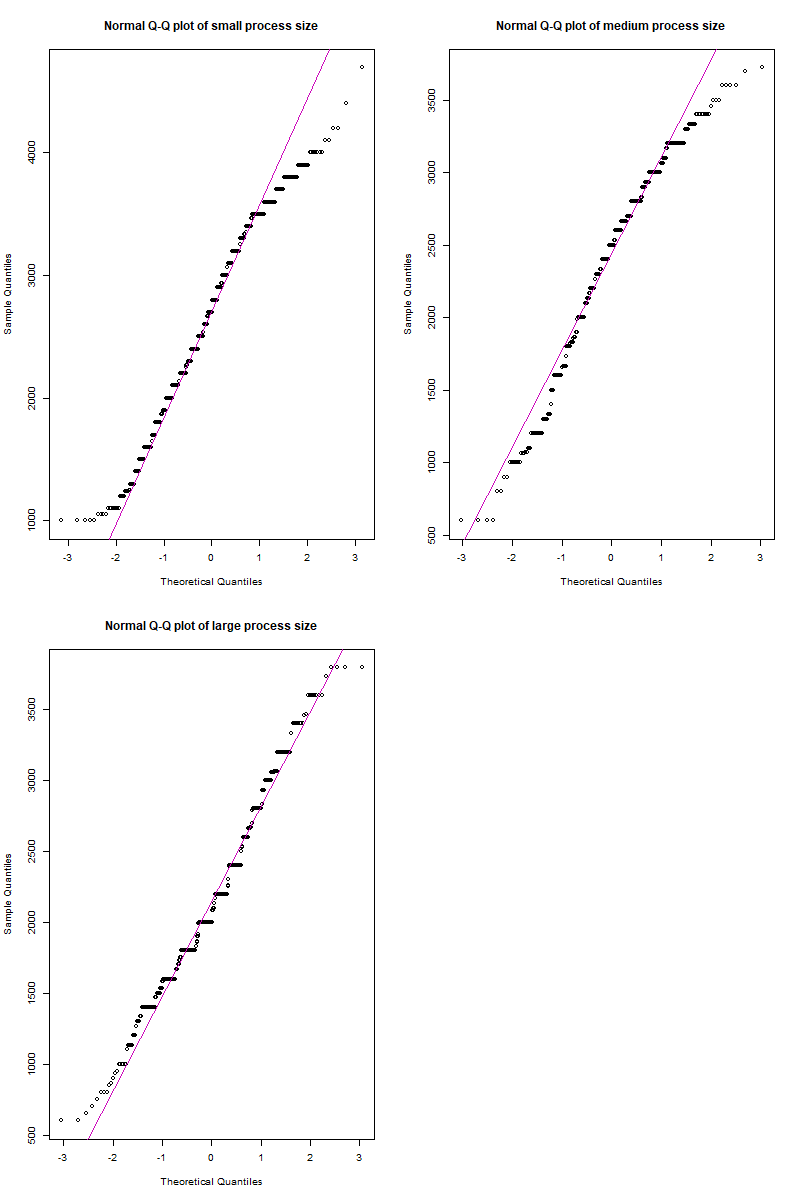 Normal Q-Q plot of small process size
Sample Quantiles
4000
3000
2000
1000
-3 -2 -1 0 1 2 3
Theoretical Quantiles
Normal Q-Q plot of medium process size
Sample Quantiles
3500
3000
2500
2000
1500
1000
500
-3 -2 -1 0 1 2 3
Theoretical Quantiles
Normal Q-Q plot of large process size
Sample Quantiles
3500
3000
2500
2000
1500
1000
500
-3 -2 -1 0 1 2 3
Theoretical Quantiles